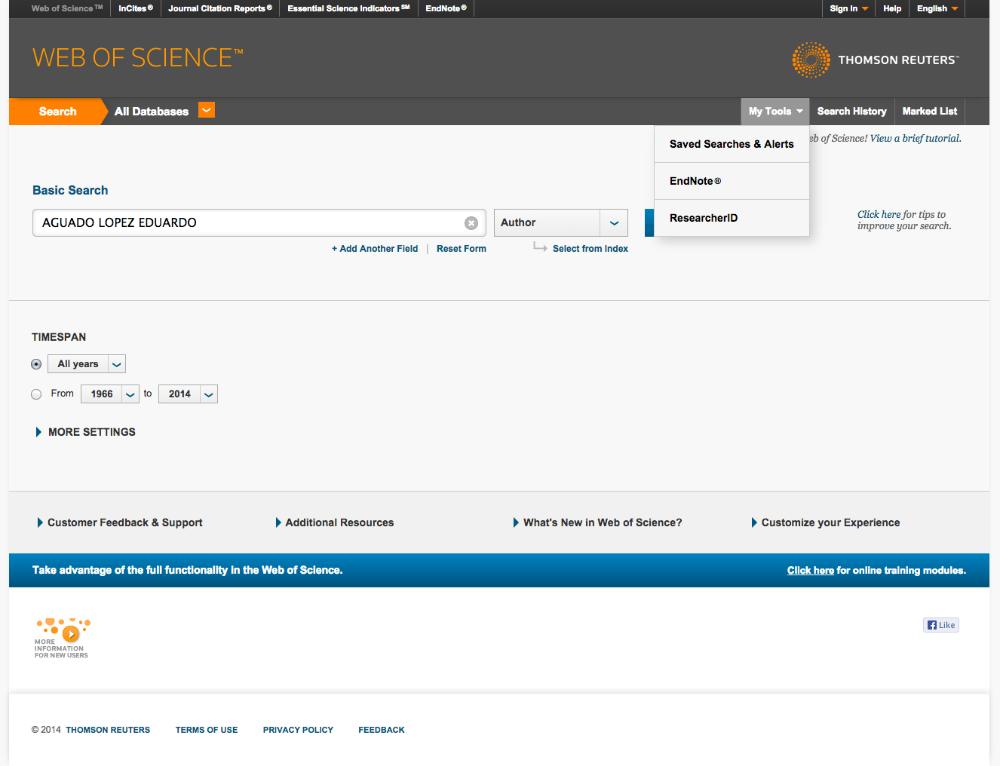 Web of Science™ InCites® Journal Citation Reports® Essential Science Indicators℠ EndNote® Sign In Help English
WEB OF SCIENCE™
THOMSON REUTERS™
Search All Databases My Tools Search History Marked List
Saved Searches & Alerts
of Science! View a brief tutorial.
EndNote®
ResearcherID
Basic Search
AGUADO LOPEZ EDUARDO Author
Click here for tips to
improve your search.
+ Add Another Field | Reset Form Select from Index
TIMESPAN
All years
From 1966 to 2014
MORE SETTINGS
Customer Feedback & Support Additional Resources What's New in Web of Science? Customize your Experience
Take advantage of the full functionality in the Web of Science. Click here for online training modules.
MORE
INFORMATION
FOR NEW USERS
Like
© 2014 THOMSON REUTERS TERMS OF USE PRIVACY POLICY FEEDBACK